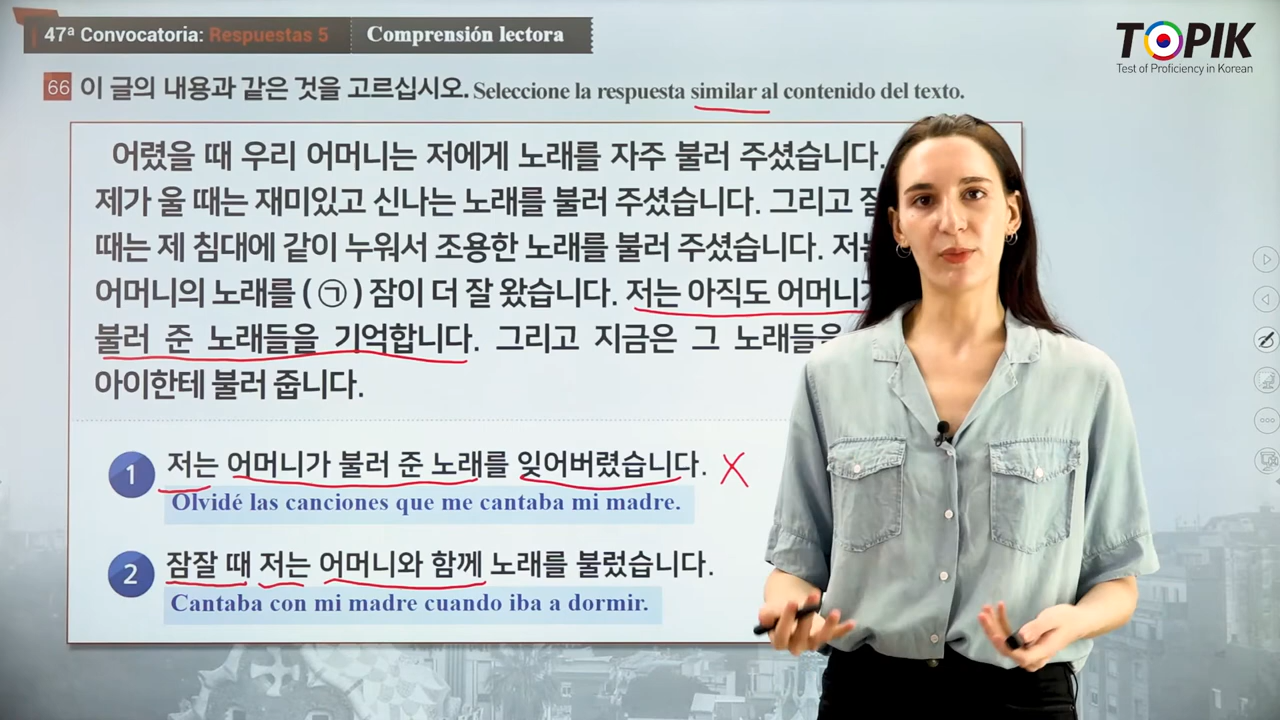 47ª Convocatoria: Respuestas 5 Comprensión lectora
TOPIK
Test of Proficiency in Korean
66 이 글의 내용과 같은 것을 고르십시오. Seleccione la respuesta similar al contenido del texto.
어렸을 때 우리 어머니는 저에게 노래를 자주 불러 주셨습니다.
제가 울 때는 재미있고 신나는 노래를 불러 주셨습니다. 그리고
때는 제 침대에 같이 누워서 조용한 노래를 불러 주셨습니다.
어머니의 노래를 ( ㉠ ) 잠이 더 잘 왔습니다. 저는 아직도
불러 준 노래들을 기억합니다. 그리고 지금은 그 노래들을
아이한테 불러 줍니다.
1 저는 어머니가 불러 준 노래를 잊어버렸습니다. X
Olvidé las canciones que me cantaba mi madre.
2 잠잘 때 저는 어머니와 함께 노래를 불렀습니다.
Cantaba con mi madre cuando iba a dormir.